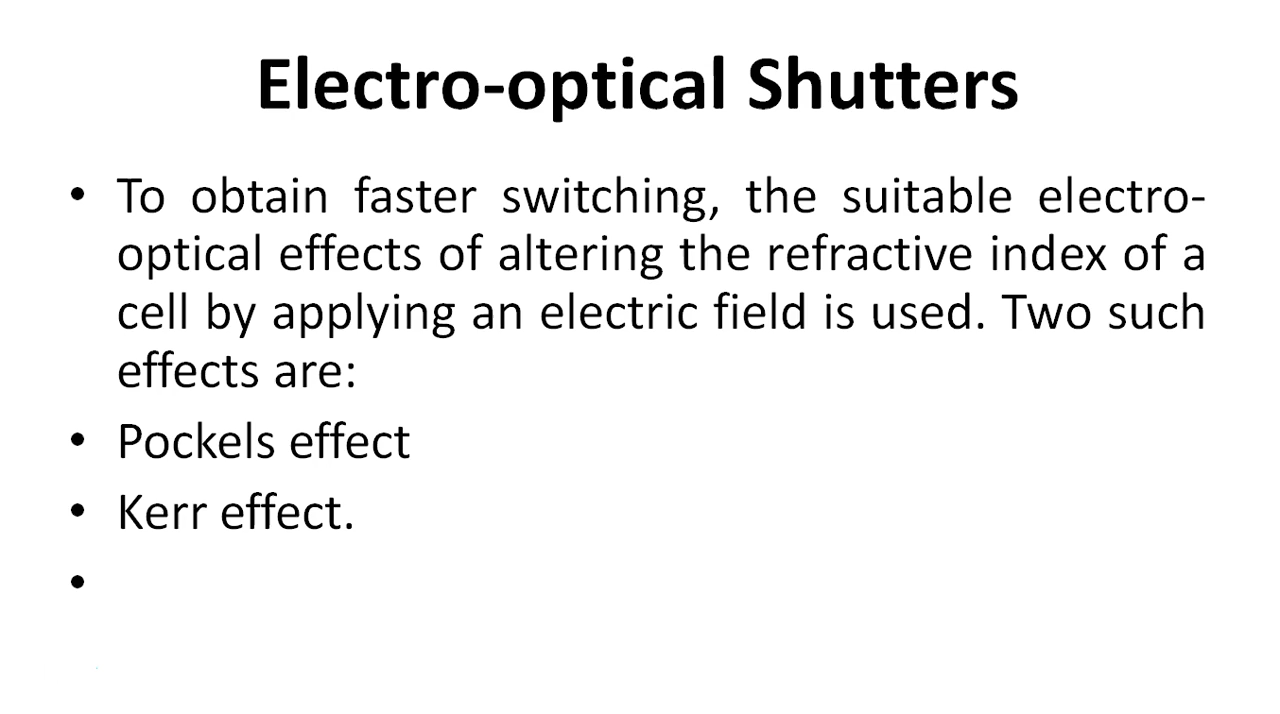 Electro-optical Shutters
• To obtain faster switching, the suitable electro-
optical effects of altering the refractive index of a
cell by applying an electric field is used. Two such
effects are:
• Pockels effect
• Kerr effect.
•